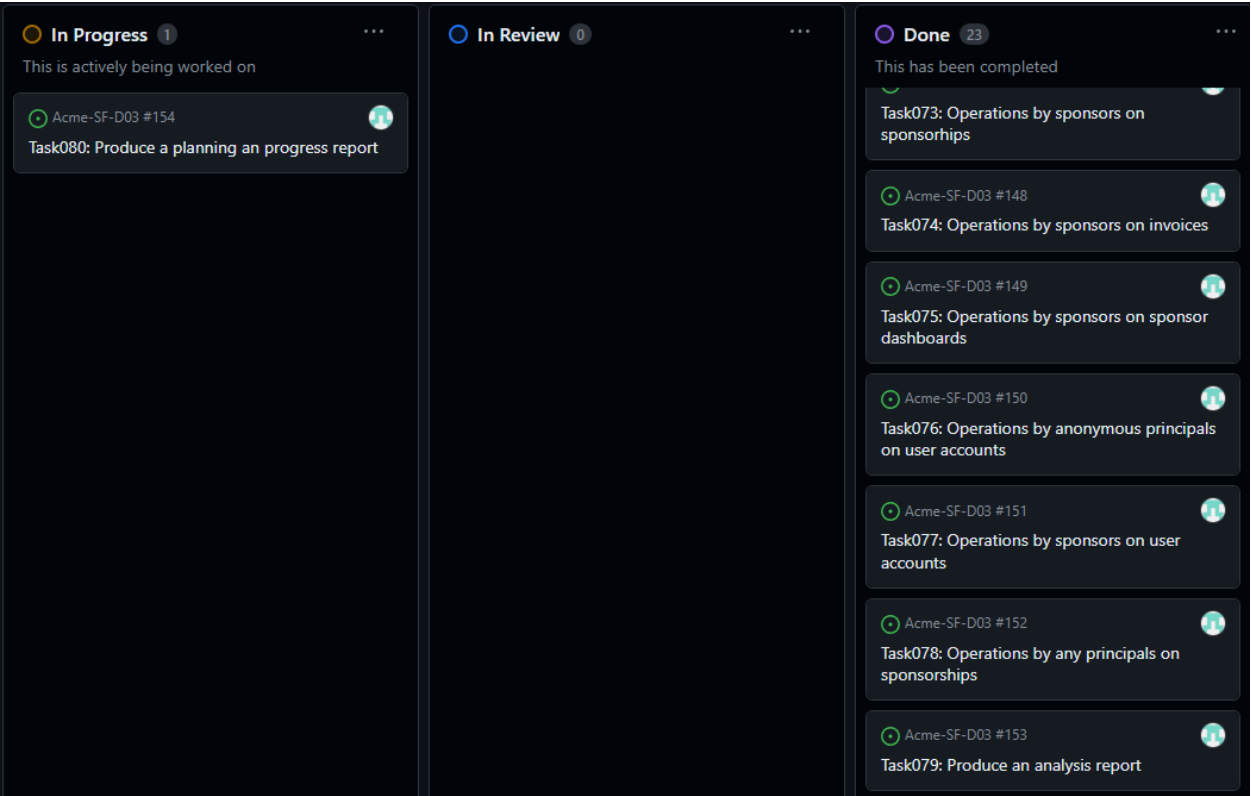 In Progress 1 ...
This is actively being worked on
Acme-SF-D03 #154
Task080: Produce a planning an progress report
In Review 0 ...
Done 23 ...
This has been completed
Task073: Operations by sponsors on
sponsorhips
Acme-SF-D03 #148
Task074: Operations by sponsors on invoices
Acme-SF-D03 #149
Task075: Operations by sponsors on sponsor
dashboards
Acme-SF-D03 #150
Task076: Operations by anonymous principals
on user accounts
Acme-SF-D03 #151
Task077: Operations by sponsors on user
accounts
Acme-SF-D03 #152
Task078: Operations by any principals on
sponsorships
Acme-SF-D03 #153
Task079: Produce an analysis report